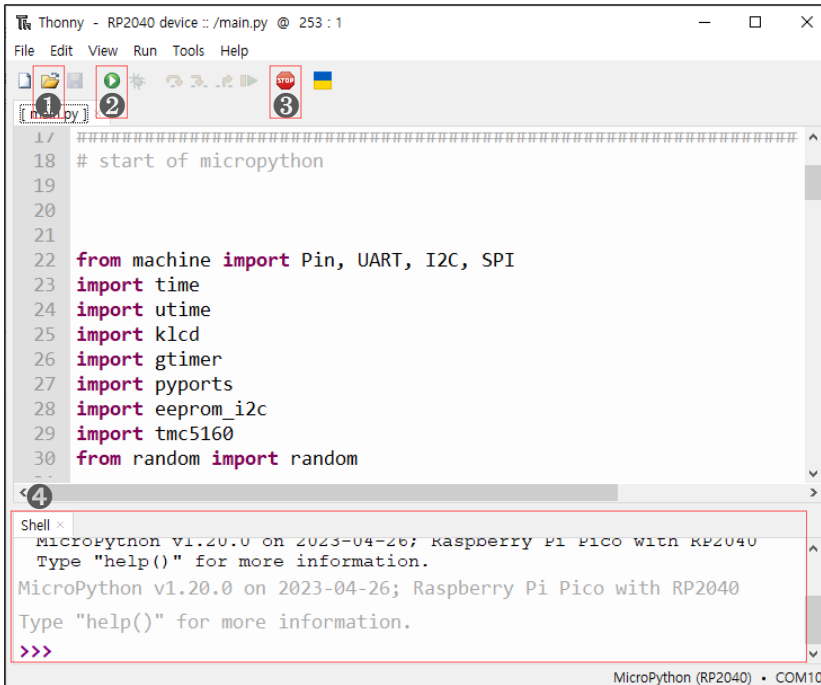 Thonny - RP2040 device :: /main.py @ 253 : 1
File Edit View Run Tools Help
STOP
❶ ❷ ❸
[ main.py ] ×
17 ################################################################
18 # start of micropython
19
20
21
22 from machine import Pin, UART, I2C, SPI
23 import time
24 import utime
25 import klcd
26 import gtimer
27 import pyports
28 import eeprom_i2c
29 import tmc5160
30 from random import random
❹
Shell ×
MicroPython v1.20.0 on 2023-04-26; Raspberry Pi Pico with RP2040
Type "help()" for more information.
MicroPython v1.20.0 on 2023-04-26; Raspberry Pi Pico with RP2040
Type "help()" for more information.
>>>
MicroPython (RP2040) • COM10